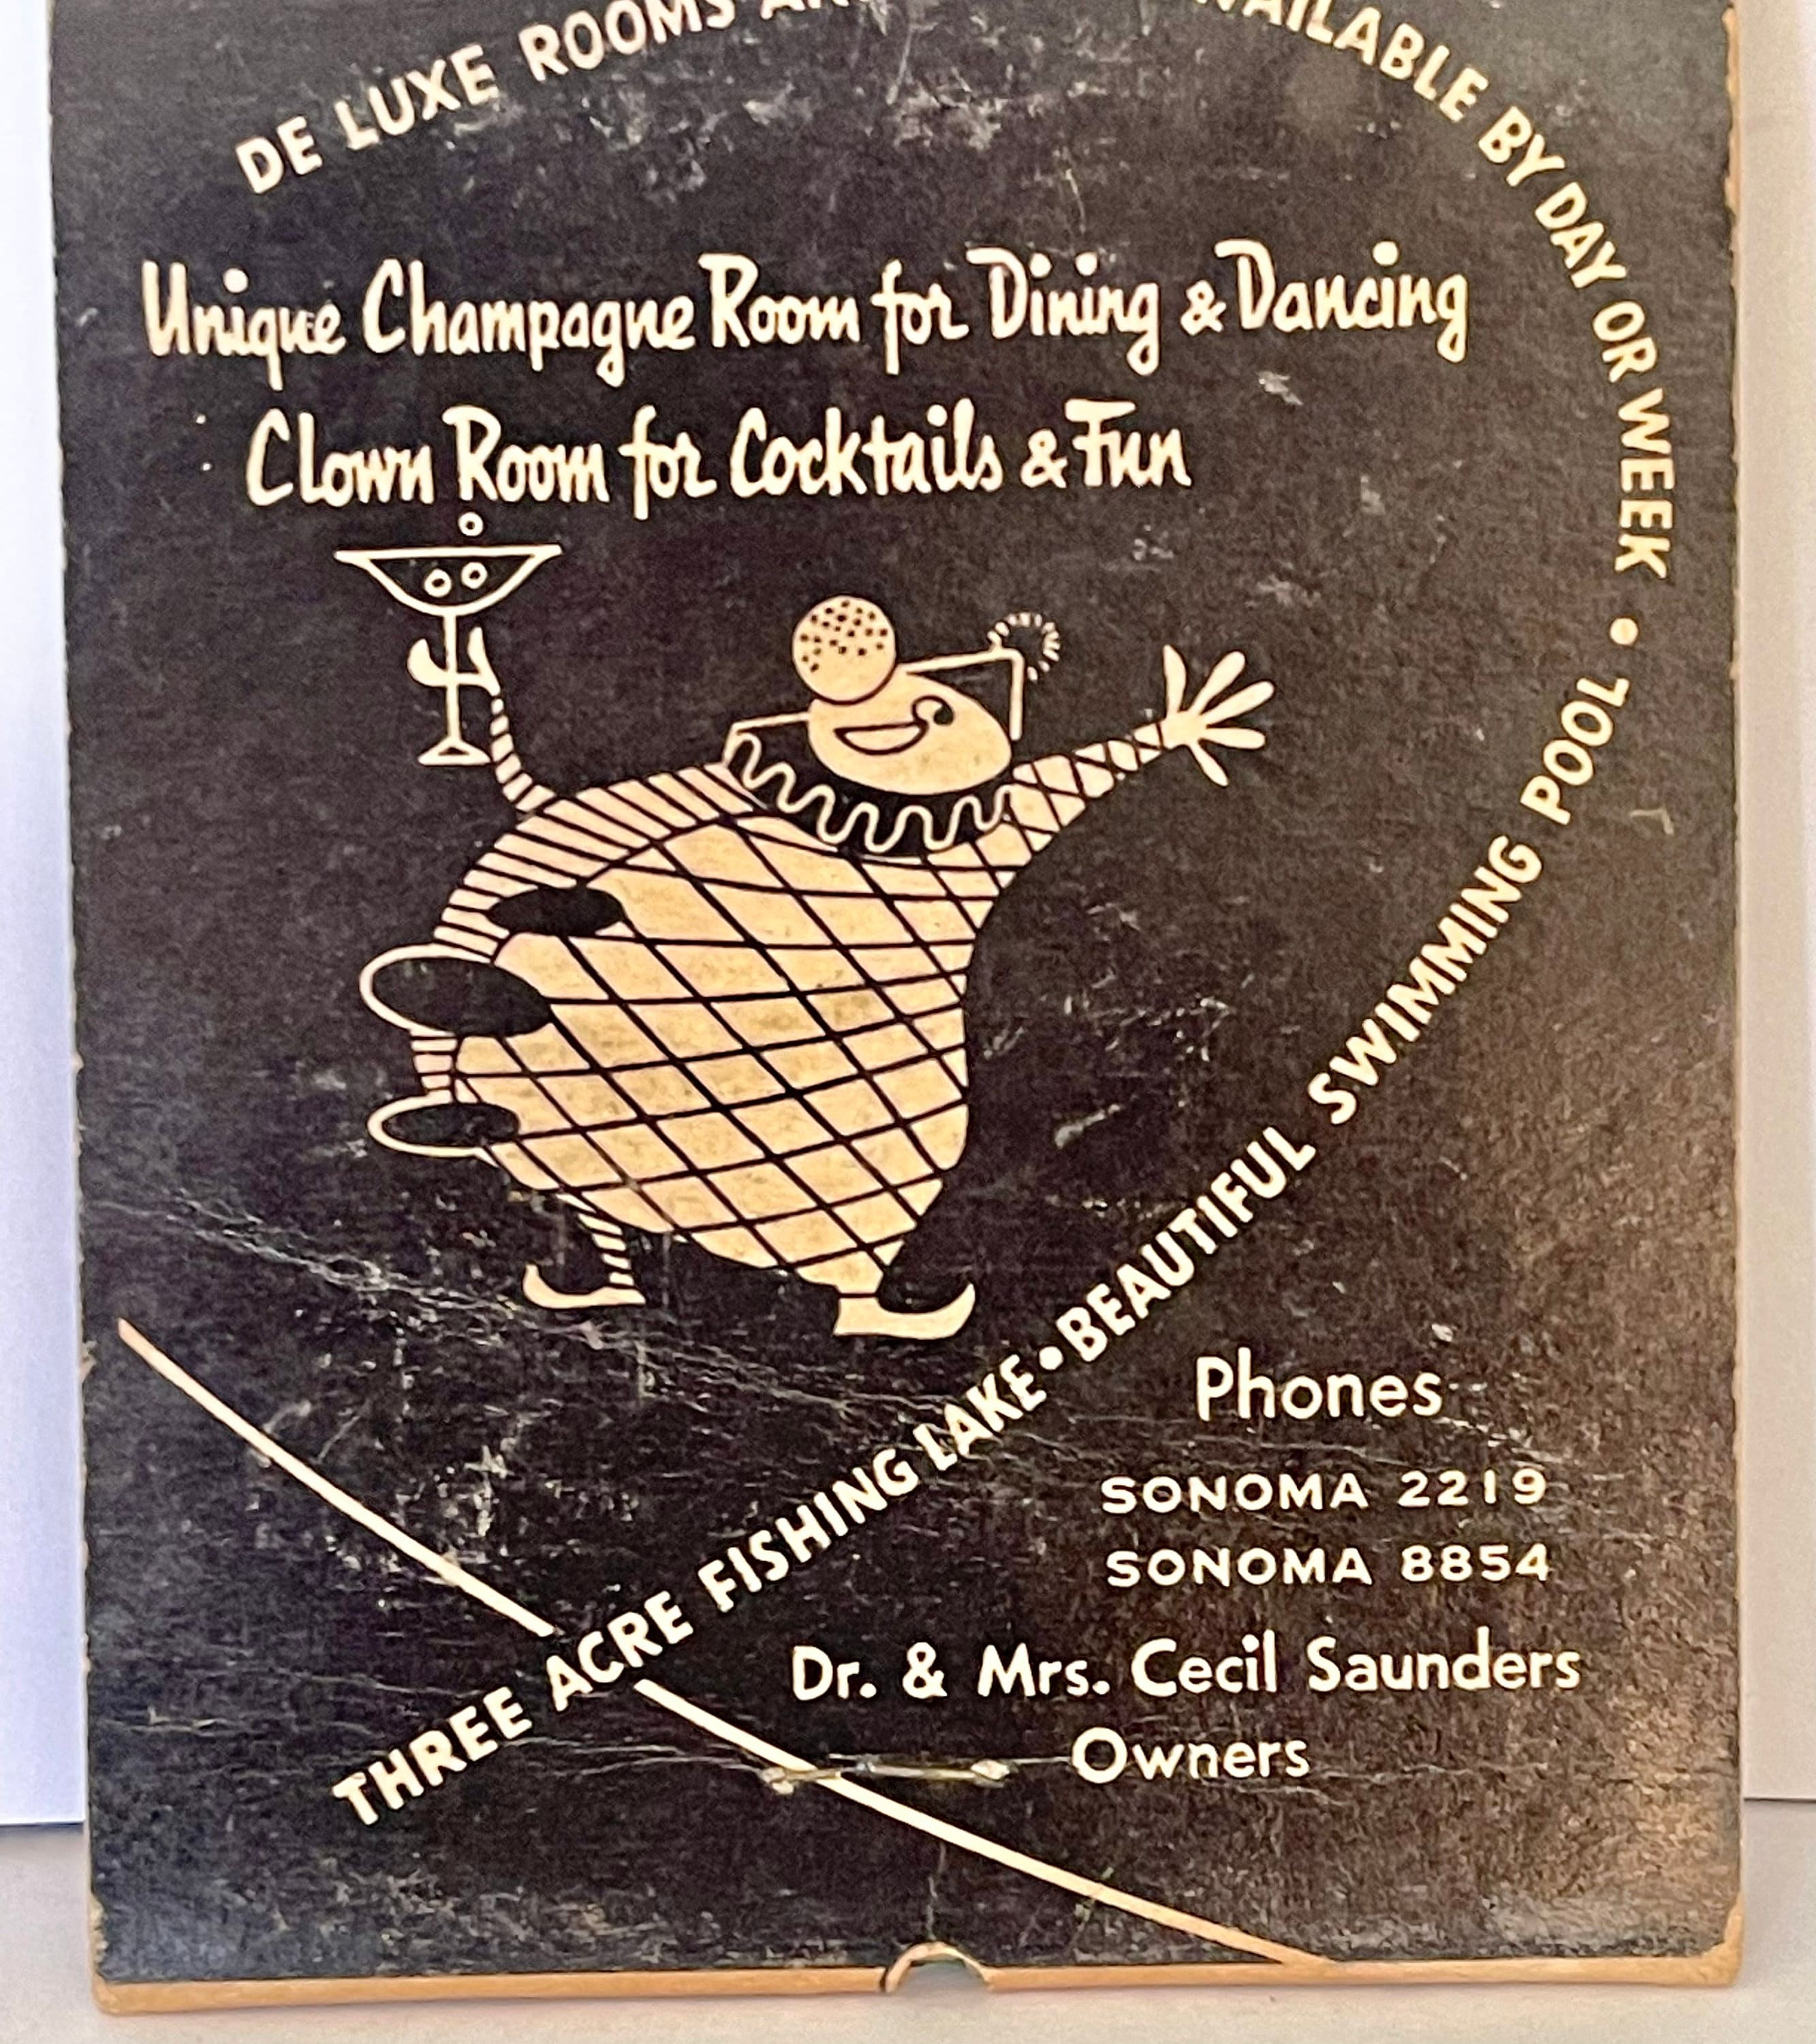 DE LUXE ROOMS
BY DAY OR WEEK • 
Unique Champagne Room for Dining & Dancing
Clown Room for Cocktails & Fun
THREE ACRE FISHING LAKE • BEAUTIFUL SWIMMING POOL
Phones
SONOMA 2219
SONOMA 8854
Dr. & Mrs. Cecil Saunders
Owners